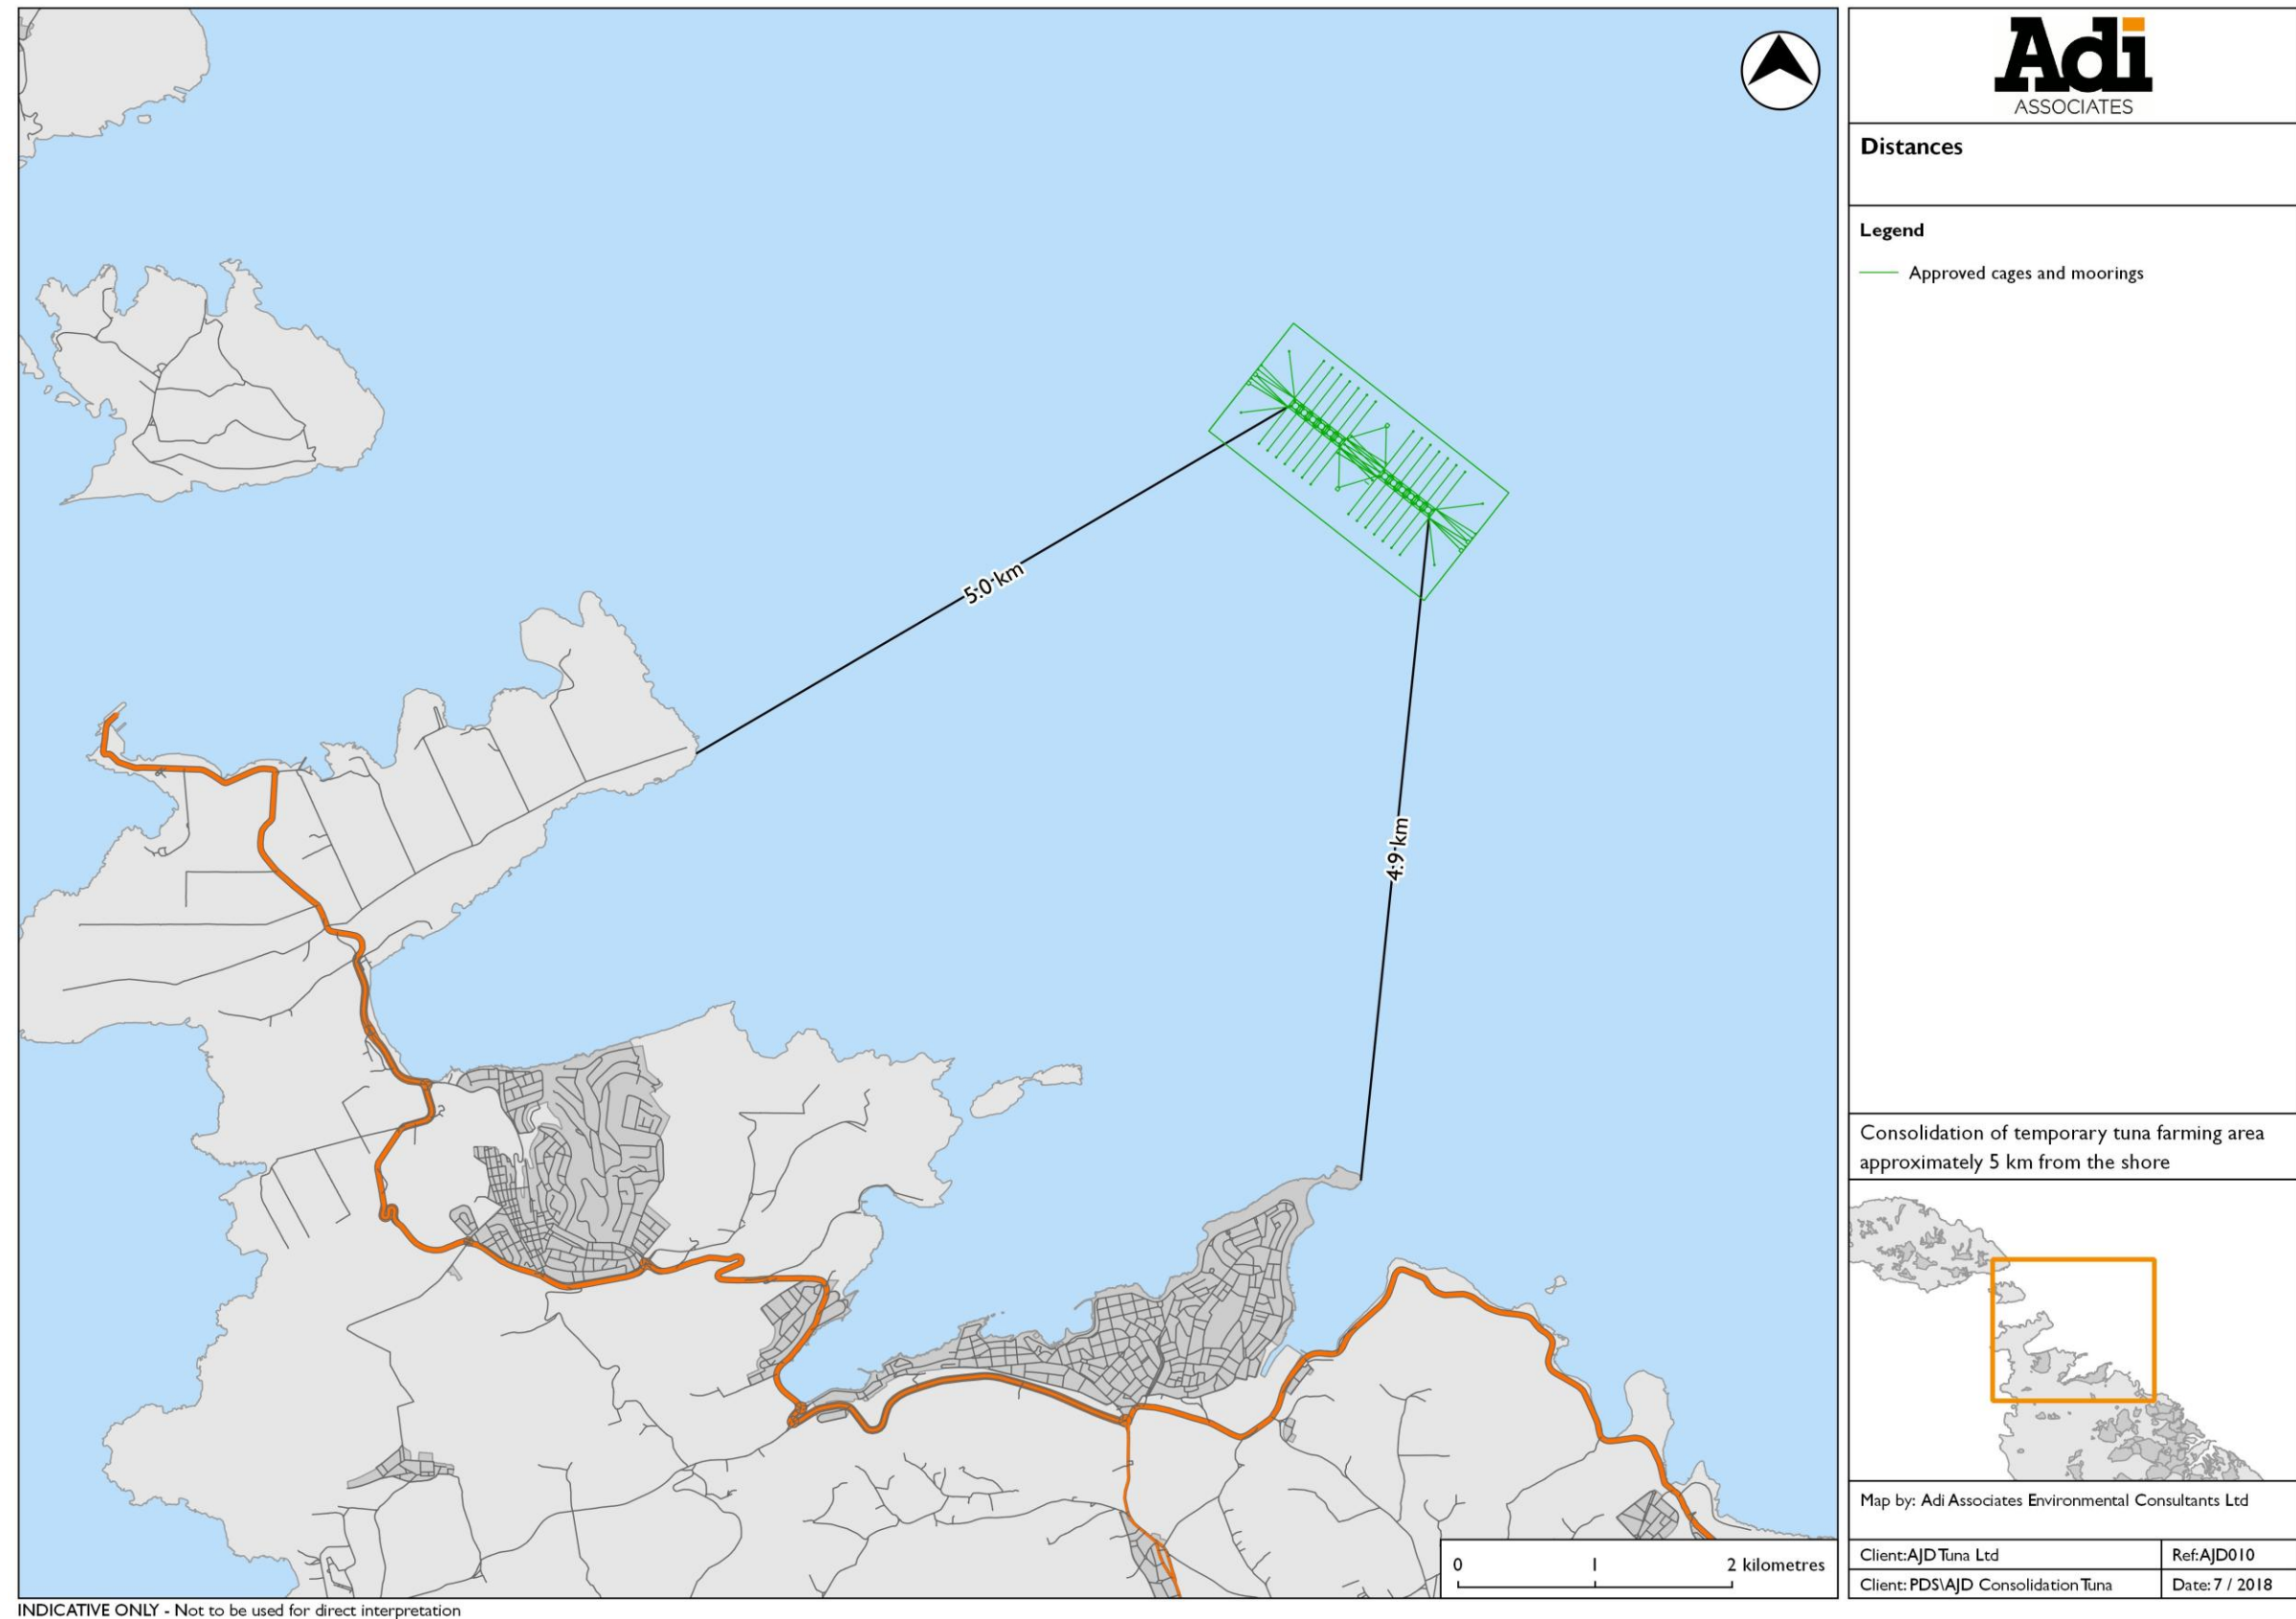 Adi
ASSOCIATES
Distances
Legend
Approved cages and moorings
5.0 km
4.9 km
Consolidation of temporary tuna farming area
approximately 5 km from the shore
Map by: Adi Associates Environmental Consultants Ltd
0 1 2 kilometres
Client:AJD Tuna Ltd
Ref:AJD010
Client: PDS\AJD Consolidation Tuna
Date: 7 / 2018
INDICATIVE ONLY - Not to be used for direct interpretation